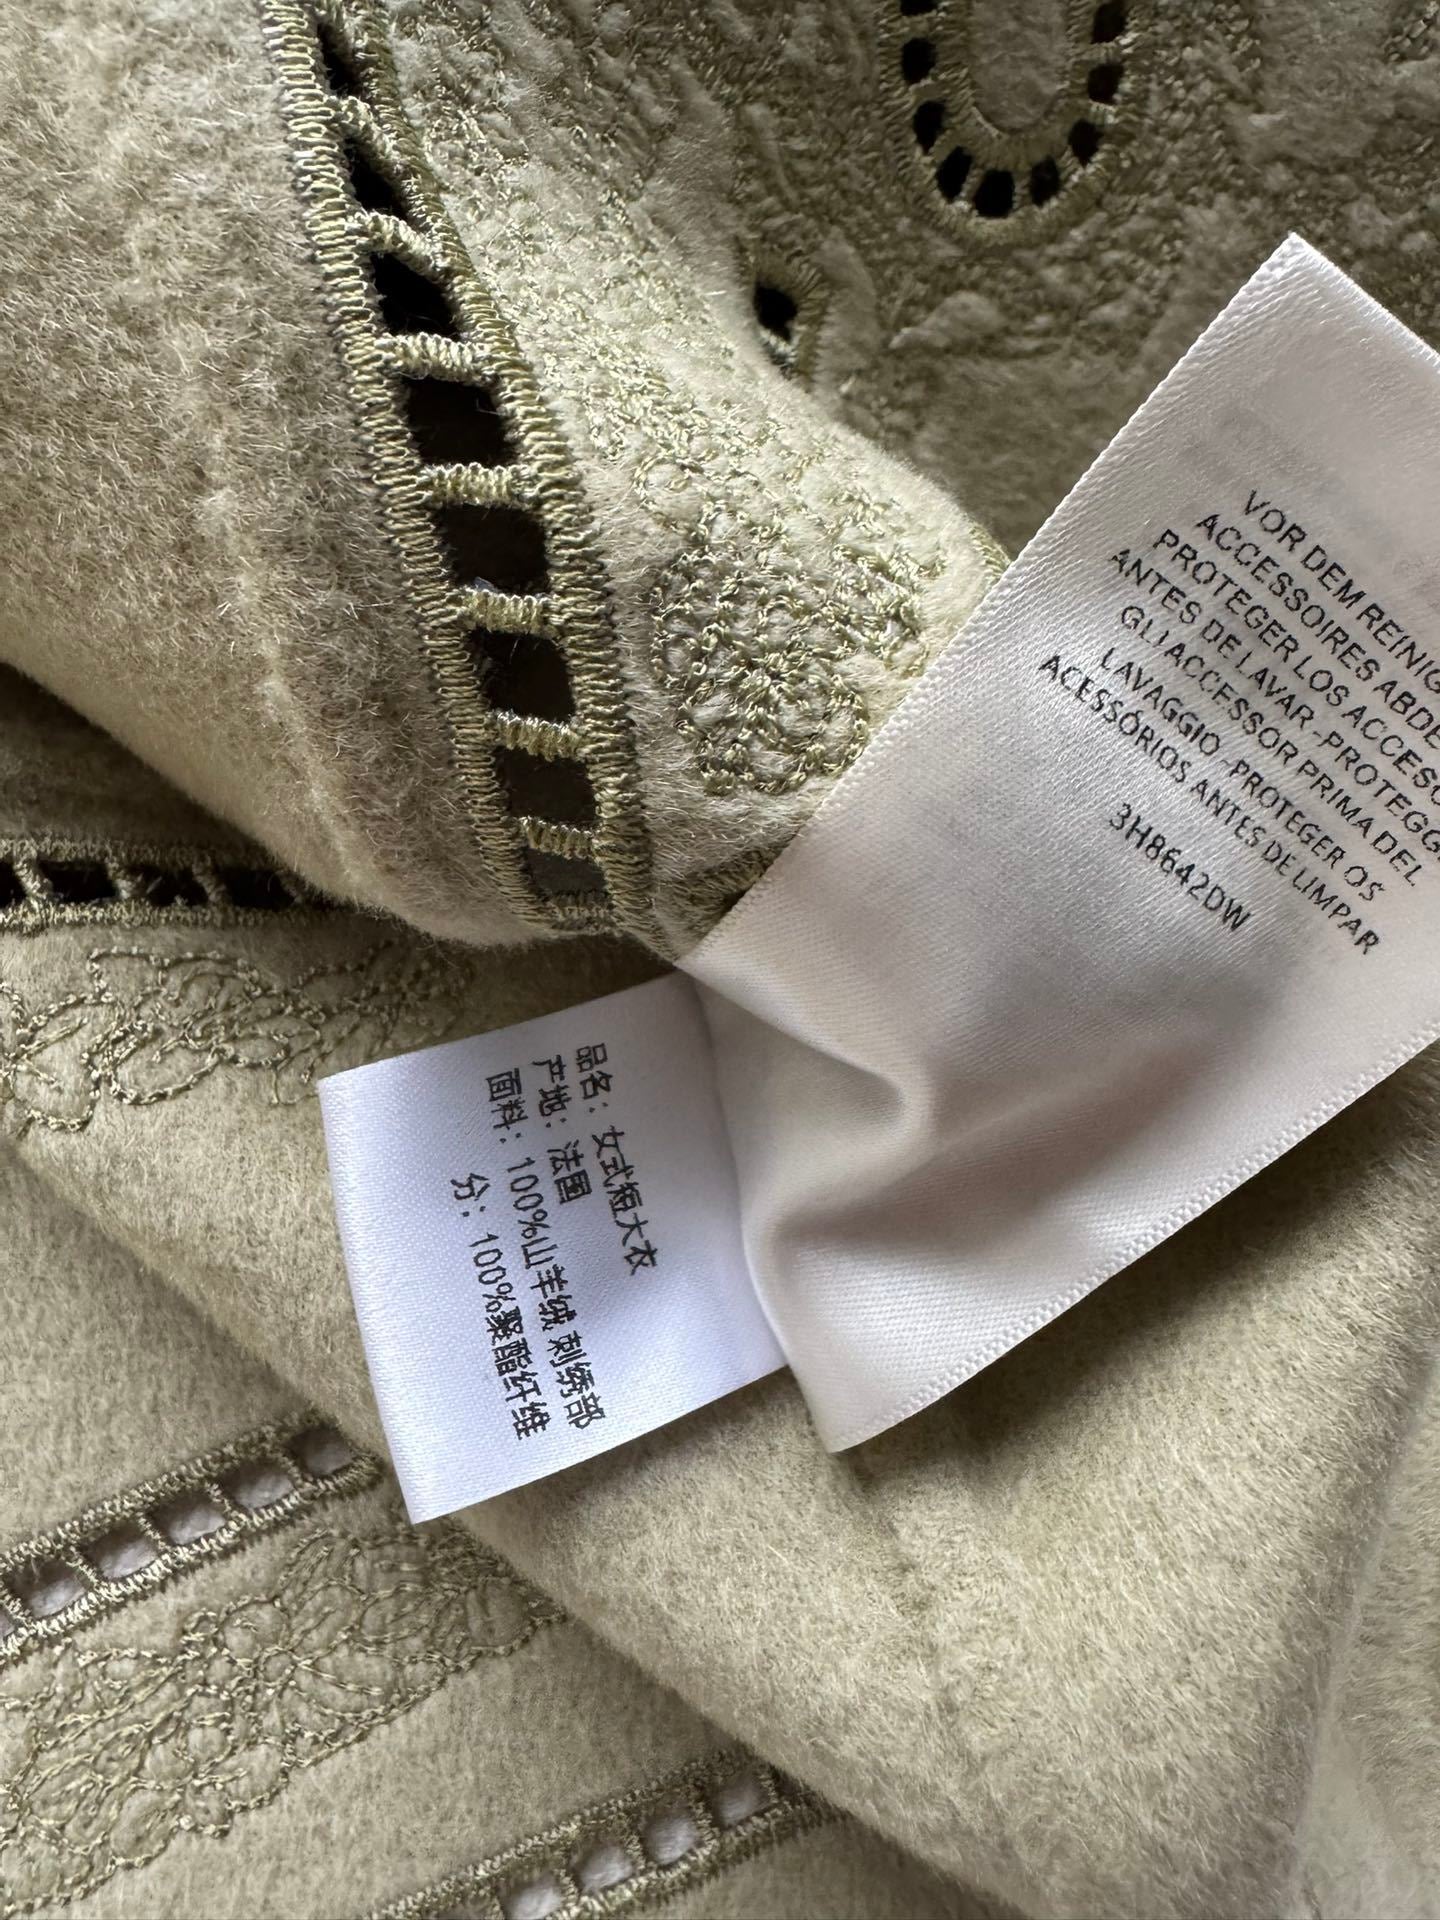 VOR DEM REINIG
ACCESSOIRES ABDE
PROTEGER LOS ACCESO
ANTES DE LAVAR-PROTEGG
GLI ACCESSOR PRIMA DEL
LAVAGGIO-PROTEGER OS
ACESSÓRIOS ANTES DE LIMPAR
3H8642DW
品名：女式短大衣
产地：法国
面料：100%山羊绒 刺绣部
分：100%聚酯纤维